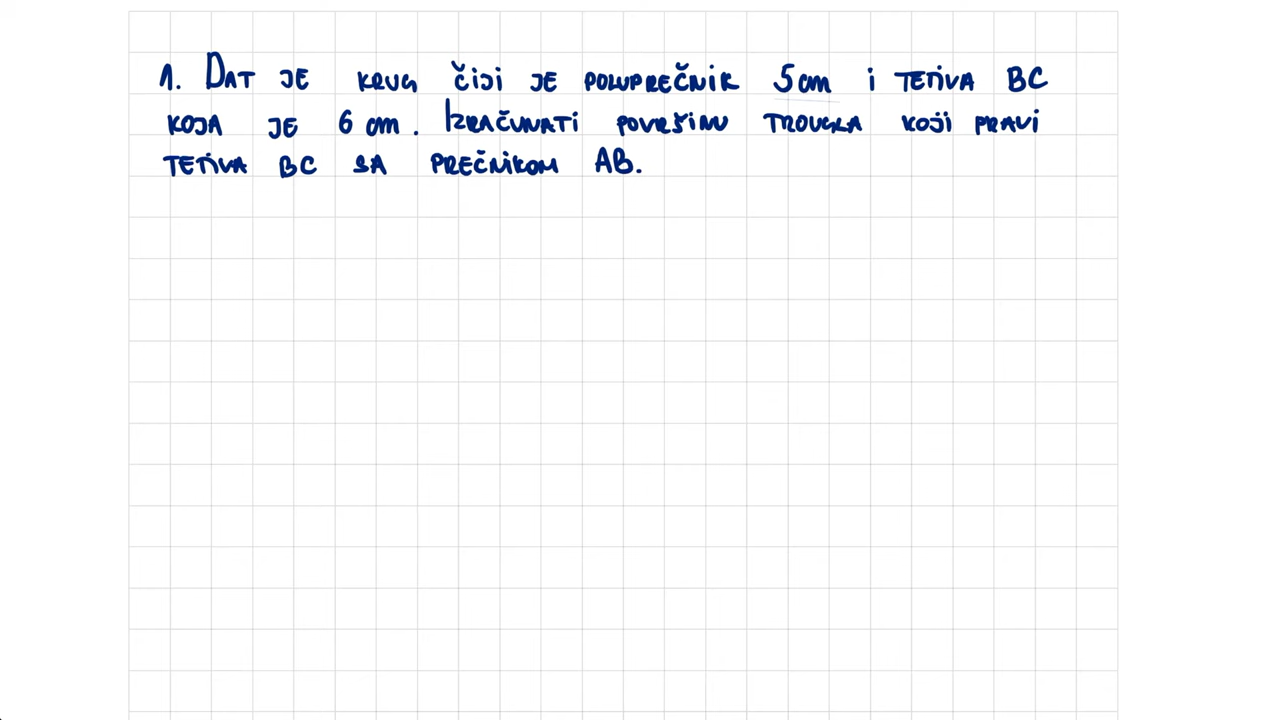 1. DAT JE KRUG ČIJI JE POLUPREČNIK 5cm i TETIVA BC
KOJA JE 6 cm. IZRAČUNATI POVRŠINU TROUGLA KOJI PRAVI
TETIVA BC SA PREČNIKOM AB.